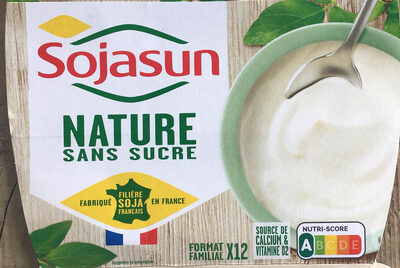 Sojasun
NATURE
SANS SUCRE
FABRIQUÉ
FILIÈRE
SOJA
FRANÇAIS
EN FRANCE
FORMAT
FAMILIAL X12
SOURCE DE
CALCIUM &
VITAMINE D2
NUTRI-SCORE
A B C D E